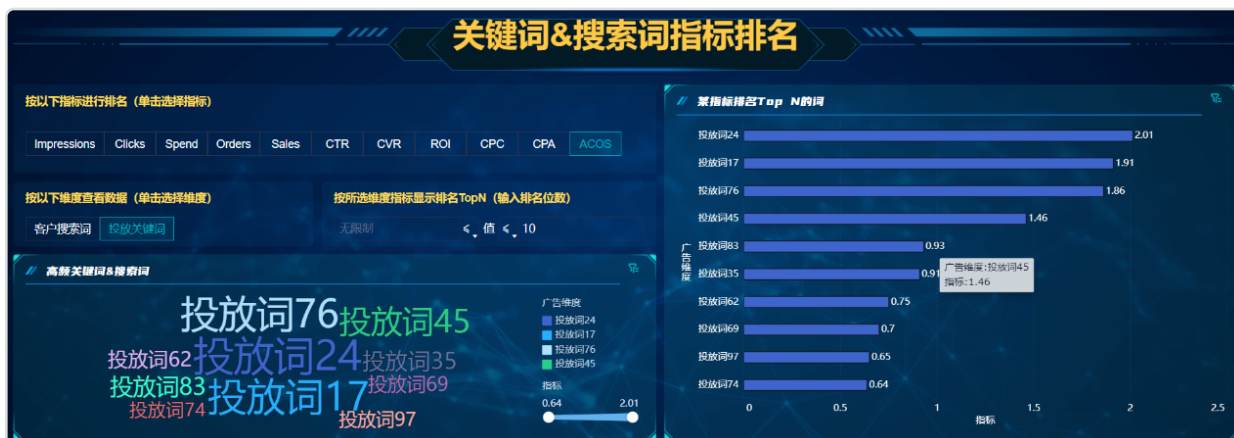 关键词&搜索词指标排名
按以下指标进行排名（单击选择指标）
Impressions Clicks Spend Orders Sales CTR CVR ROI CPC CPA ACOS
按以下维度查看数据（单击选择维度）
客户搜索词 投放关键词
按所选维度指标显示排名TopN（输入排名位数）
无限制 ≤ 值 ≤ 10
高频关键词&搜索词
投放词76
投放词45
投放词62
投放词24
投放词35
投放词83
投放词17
投放词69
投放词74
投放词97
广告维度
投放词24
投放词17
投放词76
投放词45
指标
0.64 2.01
某指标排名Top N的词
广告维度
投放词24 2.01
投放词17 1.91
投放词76 1.86
投放词45 1.46
投放词83 0.93
投放词35 0.91
投放词62 0.75
投放词69 0.7
投放词97 0.65
投放词74 0.64
广告维度:投放词45
指标:1.46
0 0.5 1 1.5 2 2.5
指标